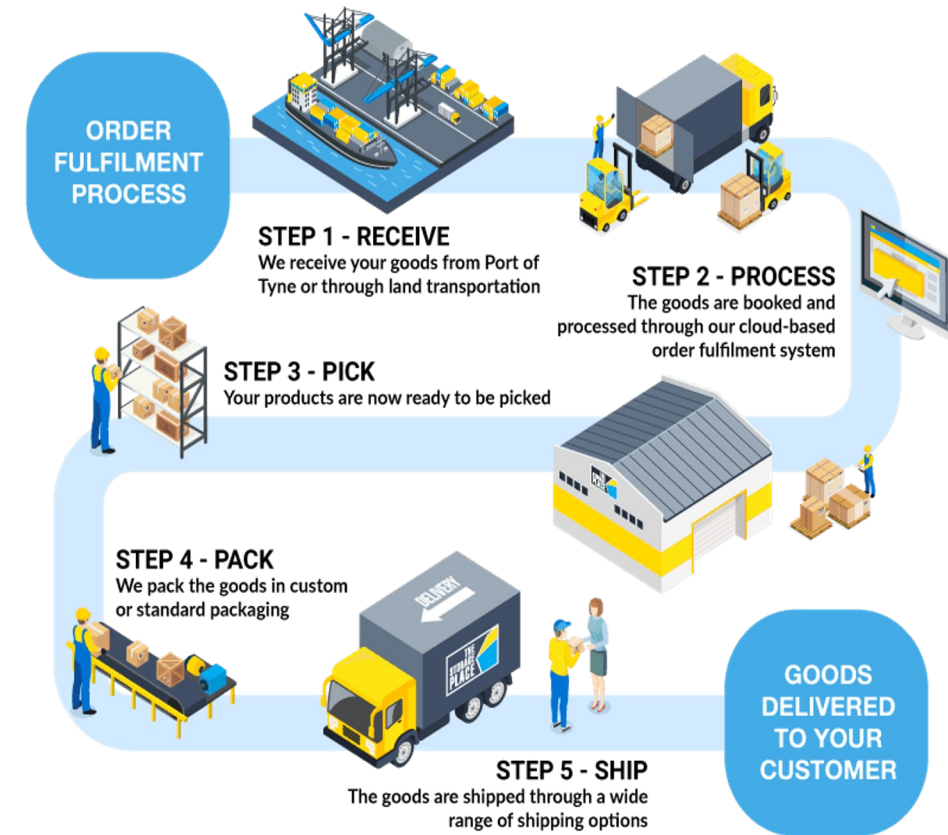 ORDER
FULFILMENT
PROCESS
STEP 1 - RECEIVE
We receive your goods from Port of
Tyne or through land transportation
STEP 2 - PROCESS
The goods are booked and
processed through our cloud-based
order fulfilment system
STEP 3 - PICK
Your products are now ready to be picked
STEP 4 - PACK
We pack the goods in custom
or standard packaging
DELIVERY
THE
STORAGE
PLACE
STEP 5 - SHIP
The goods are shipped through a wide
range of shipping options
GOODS
DELIVERED
TO YOUR
CUSTOMER